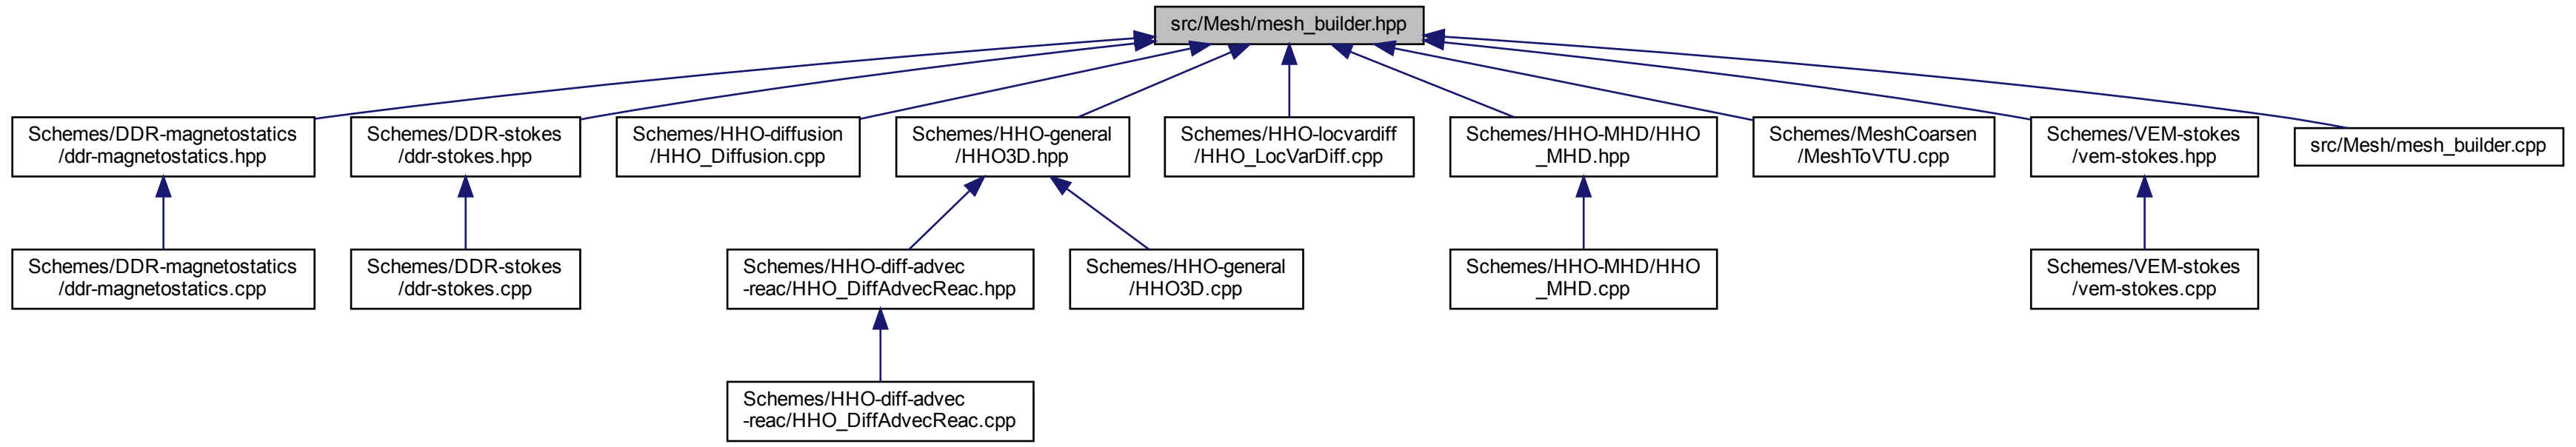 src/Mesh/mesh_builder.hpp
Schemes/DDR-magnetostatics
/ddr-magnetostatics.hpp
Schemes/DDR-stokes
/ddr-stokes.hpp
Schemes/HHO-diffusion
/HHO_Diffusion.cpp
Schemes/HHO-general
/HHO3D.hpp
Schemes/HHO-locvardiff
/HHO_LocVarDiff.cpp
Schemes/HHO-MHD/HHO
_MHD.hpp
Schemes/MeshCoarsen
/MeshToVTU.cpp
Schemes/VEM-stokes
/vem-stokes.hpp
src/Mesh/mesh_builder.cpp
Schemes/DDR-magnetostatics
/ddr-magnetostatics.cpp
Schemes/DDR-stokes
/ddr-stokes.cpp
Schemes/HHO-diff-advec
-reac/HHO_DiffAdvecReac.hpp
Schemes/HHO-general
/HHO3D.cpp
Schemes/HHO-MHD/HHO
_MHD.cpp
Schemes/VEM-stokes
/vem-stokes.cpp
Schemes/HHO-diff-advec
-reac/HHO_DiffAdvecReac.cpp